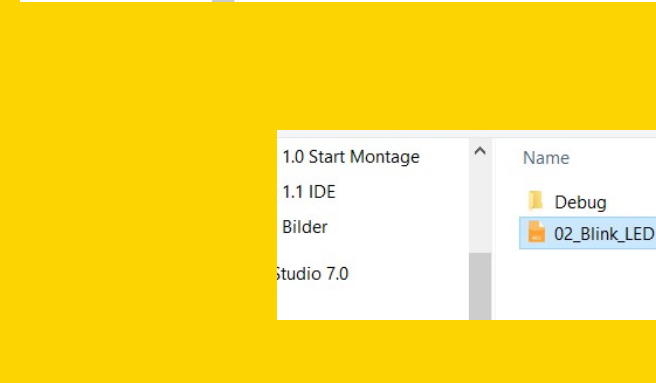 1.0 Start Montage
1.1 IDE
Bilder
Studio 7.0
Name
Debug
02_Blink_LED